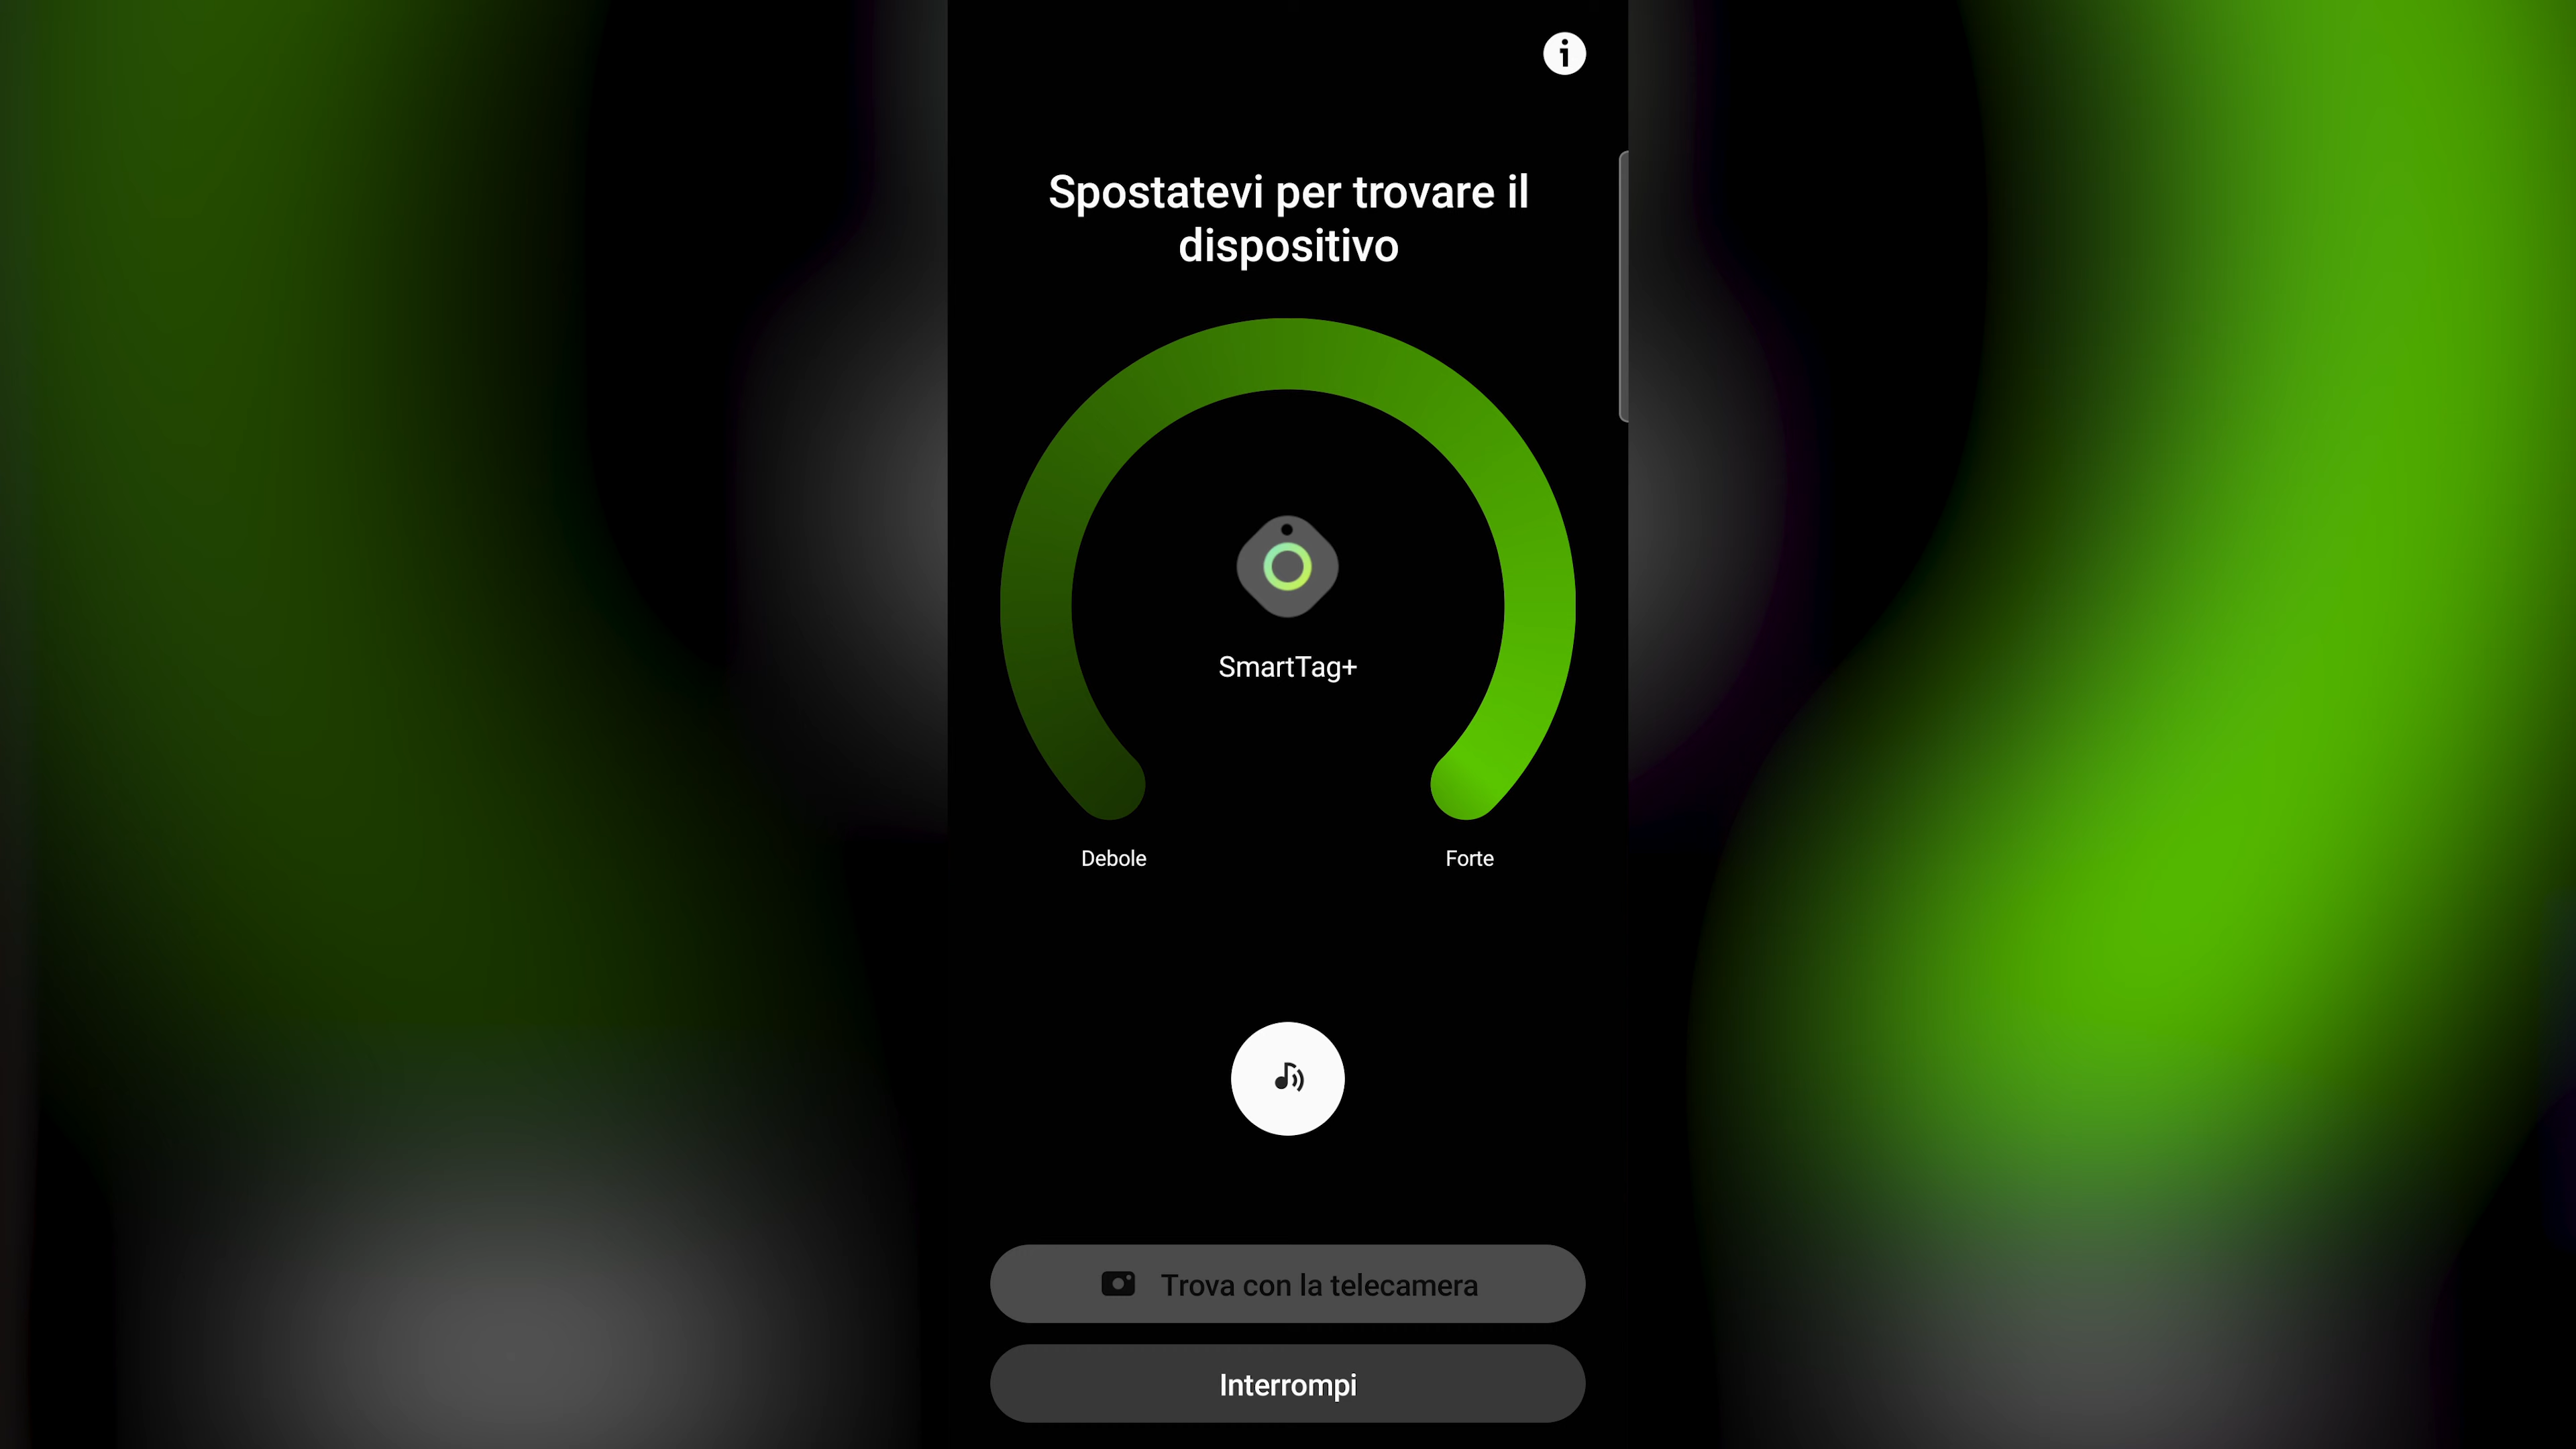 Spostatevi per trovare il
dispositivo
SmartTag+
Debole
Forte
Trova con la telecamera
Interrompi